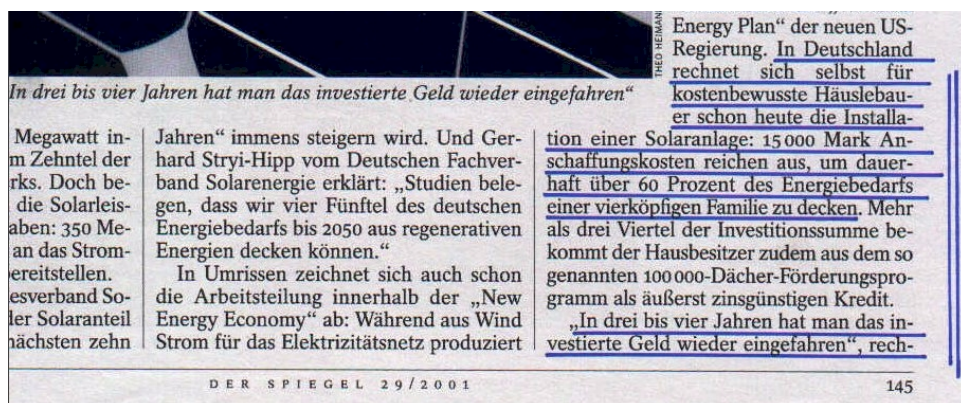 THEO HEIMANN
In drei bis vier Jahren hat man das investierte Geld wieder eingefahren“
Megawatt in-
m Zehntel der
rks. Doch be-
die Solarleis-
aben: 350 Me-
an das Strom-
ereitstellen.
esverband So-
der Solaranteil
nächsten zehn
Jahren“ immens steigern wird. Und Ger-
hard Stryi-Hipp vom Deutschen Fachver-
band Solarenergie erklärt: „Studien bele-
gen, dass wir vier Fünftel des deutschen
Energiebedarfs bis 2050 aus regenerativen
Energien decken können.“
In Umrissen zeichnet sich auch schon
die Arbeitsteilung innerhalb der „New
Energy Economy“ ab: Während aus Wind
Strom für das Elektrizitätsnetz produziert
Energy Plan“ der neuen US-
Regierung. In Deutschland
rechnet sich selbst für
kostenbewusste Häuslebau-
er schon heute die Installa-
tion einer Solaranlage: 15 000 Mark An-
schaffungskosten reichen aus, um dauer-
haft über 60 Prozent des Energiebedarfs
einer vierköpfigen Familie zu decken. Mehr
als drei Viertel der Investitionssumme be-
kommt der Hausbesitzer zudem aus dem so
genannten 100 000-Dächer-Förderungspro-
gramm als äußerst zinsgünstigen Kredit.
„In drei bis vier Jahren hat man das in-
vestierte Geld wieder eingefahren“, rech-
DER SPIEGEL 29/2001
145